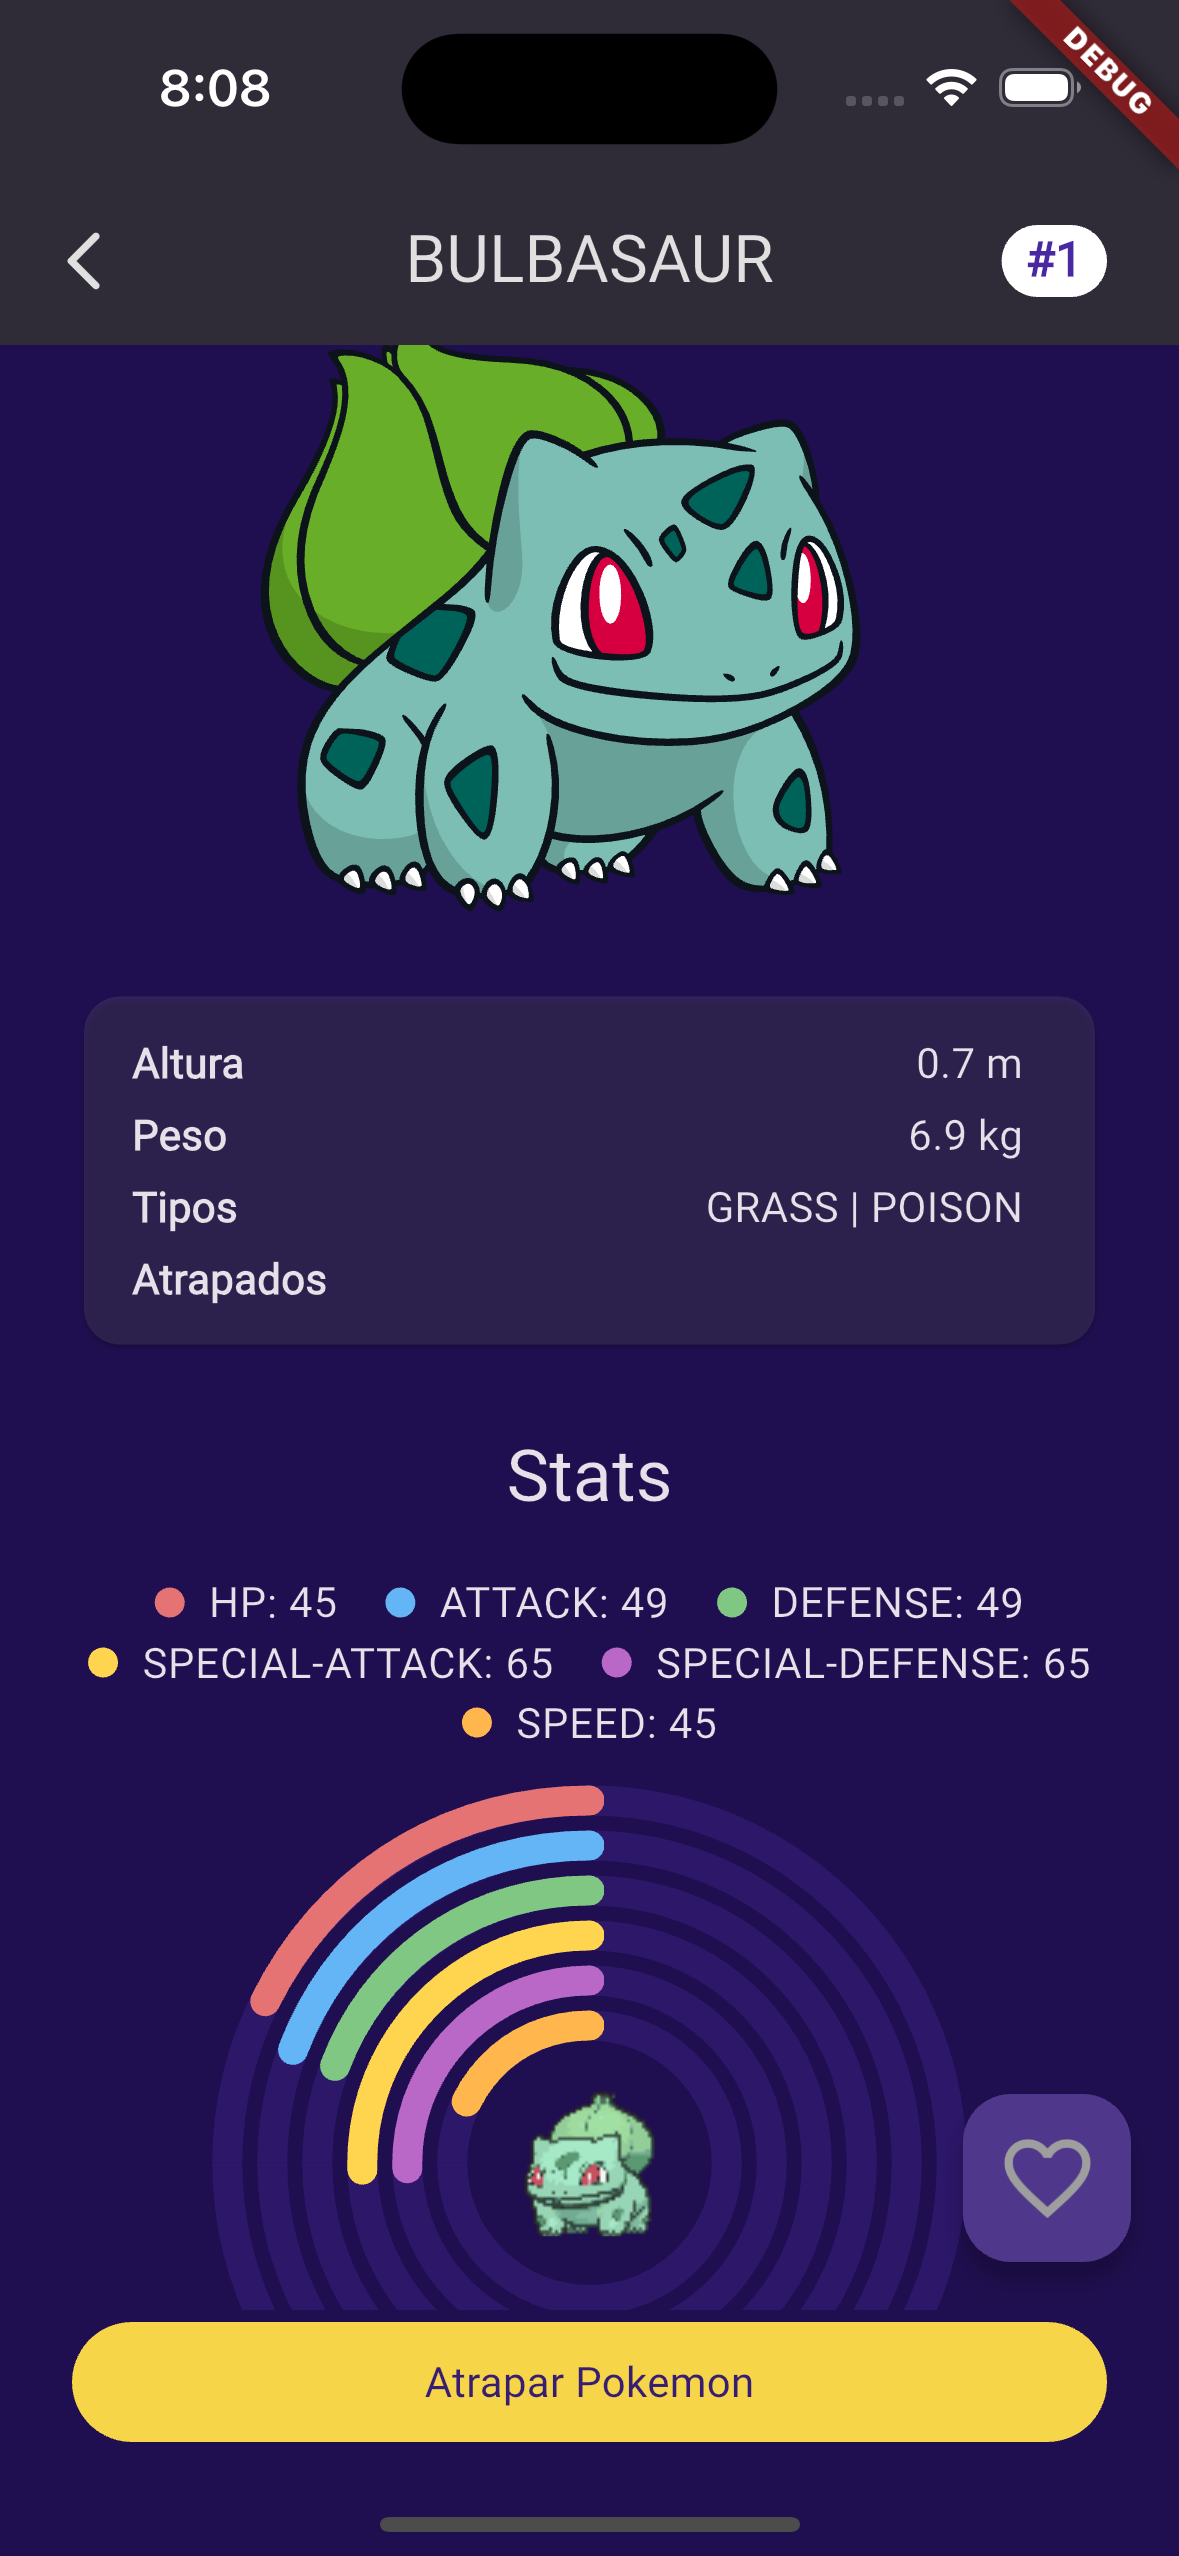 8:08
DEBUG
BULBASAUR
#1
Altura 0.7 m
Peso 6.9 kg
Tipos GRASS | POISON
Atrapados
Stats
HP: 45 ATTACK: 49 DEFENSE: 49
SPECIAL-ATTACK: 65 SPECIAL-DEFENSE: 65
SPEED: 45
Atrapar Pokemon